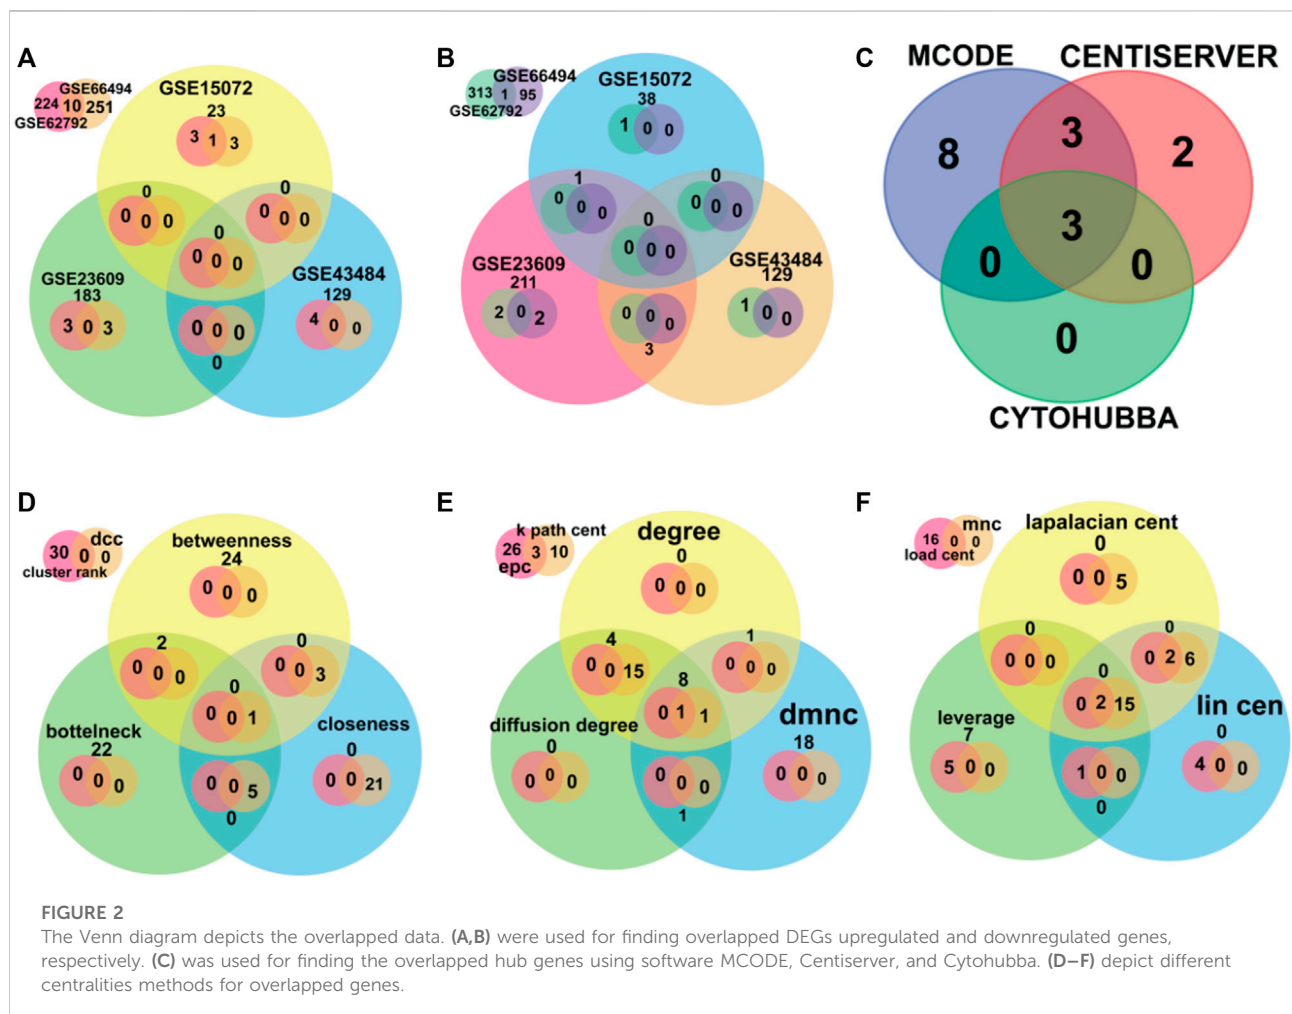 A
GSE66494
224 10 251
GSE62792
GSE15072
23
3 1 3
0
0 0 0
0
0 0 0
0
0 0 0
GSE23609
183
3 0 3
GSE43484
129
4 0 0
0 0 0
0
B
GSE66494
313 1 95
GSE62792
GSE15072
38
1 0 0
1
0 0 0
0
0 0 0
0
0 0 0
GSE23609
211
2 0 2
GSE43484
129
1 0 0
0 0 0
3
C
MCODE CENTISERVER
8 3 2
3
0 0
0
CYTOHUBBA
D
dcc
30 0 0
cluster rank
betweenness
24
0 0 0
2
0 0 0
0
0 0 3
0
0 0 1
bottelneck
22
0 0 0
closeness
0
0 0 21
0 0 5
0
E
k path cent
26 3 10
epc
degree
0
0 0 0
4
0 0 15
1
0 0 0
8
0 1 1
diffusion degree
0
0 0 0
dmnc
18
0 0 0
0 0 0
1
F
mnc
16 0 0
load cent
lapalacian cent
0
0 0 5
0
0 0 0
0
0 2 6
0
0 2 15
leverage
7
5 0 0
lin cen
0
4 0 0
1 0 0
0
FIGURE 2
The Venn diagram depicts the overlapped data. (A,B) were used for finding overlapped DEGs upregulated and downregulated genes,
respectively. (C) was used for finding the overlapped hub genes using software MCODE, Centiserver, and Cytohubba. (D–F) depict different
centralities methods for overlapped genes.